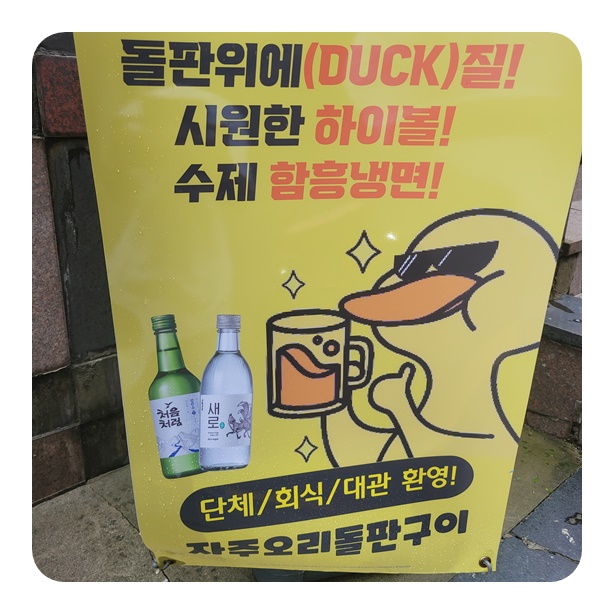 돌판위에(DUCK)질!
시원한 하이볼!
수제 함흥냉면!
처음
처럼
새
로
단체/회식/대관 환영!
자주오리돌판구이